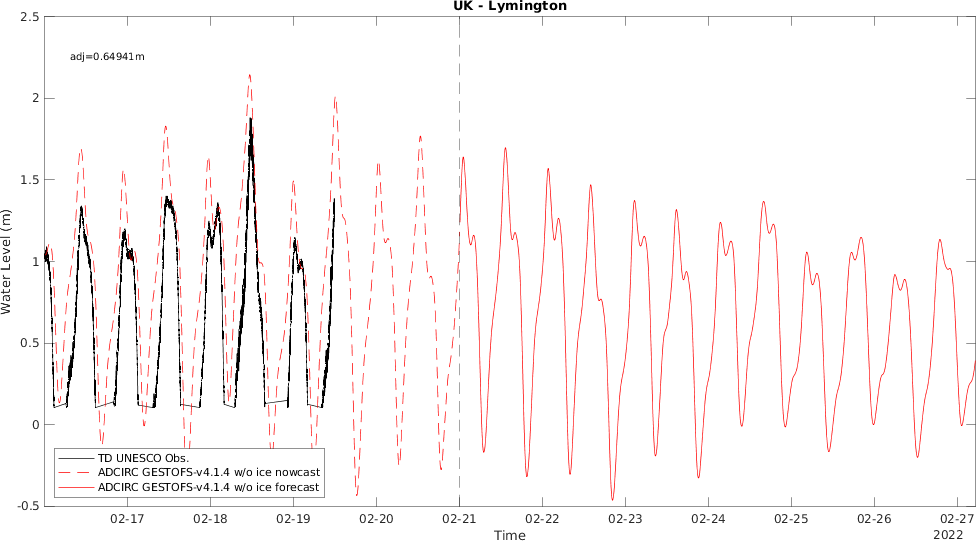 UK - Lymington
2.5
adj=0.64941m
2
1.5
1
0.5
0
-0.5
Water Level (m)
TD UNESCO Obs.
ADCIRC GESTOFS-v4.1.4 w/o ice nowcast
ADCIRC GESTOFS-v4.1.4 w/o ice forecast
02-17 02-18 02-19 02-20 02-21 02-22 02-23 02-24 02-25 02-26 02-27
Time
2022